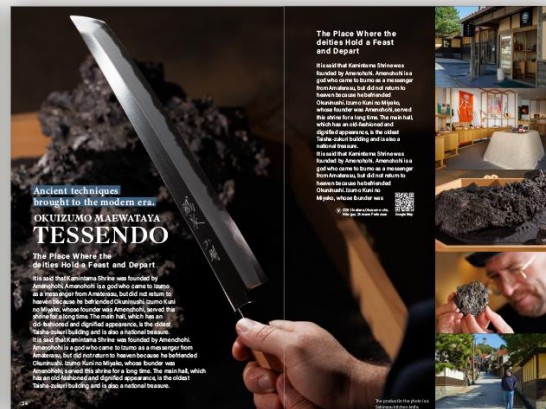 Ancient techniques
brought to the modern era.
OKUIZUMO MAEWATAYA
TESSENDO
The Place Where the
deities Hold a Feast and Depart
It is said that Kamintama Shrine was founded by
Amenohohi. Amenohohi is a god who came to Izumo
as a messenger from Amaterasu, but did not return to
heaven because he befriended Okuninushi. Izumo Kuni
no Miyako, whose founder was Amenohohi, served this
shrine for a long time. The main hall, which has an
old-fashioned and dignified appearance, is the oldest
Taisha-zukuri building and is also a national treasure.
It is said that Kamintama Shrine was founded by Amenohohi.
Amenohohi is a god who came to Izumo as a messenger from
Amaterasu, but did not return to heaven because he befriended
Okuninushi. Izumo Kuni no Miyako, whose founder was
Amenohohi, served this shrine for a long time. The main hall, which
has an old-fashioned and dignified appearance, is the oldest
Taisha-zukuri building and is also a national treasure.
The Place Where the
deities Hold a Feast
and Depart
It is said that Kamintama Shrine was
founded by Amenohohi. Amenohohi is a
god who came to Izumo as a messenger
from Amaterasu, but did not return to
heaven because he befriended
Okuninushi. Izumo Kuni no Miyako,
whose founder was Amenohohi, served
this shrine for a long time. The main hall,
which has an old-fashioned and
dignified appearance, is the oldest
Taisha-zukuri building and is also a
national treasure.
It is said that Kamintama Shrine was
founded by Amenohohi. Amenohohi is a
god who came to Izumo as a messenger
from Amaterasu, but did not return to
heaven because he befriended
Okuninushi. Izumo Kuni no
Miyako, whose founder was
Google Map
The product in the photo is a
kitchen knife.